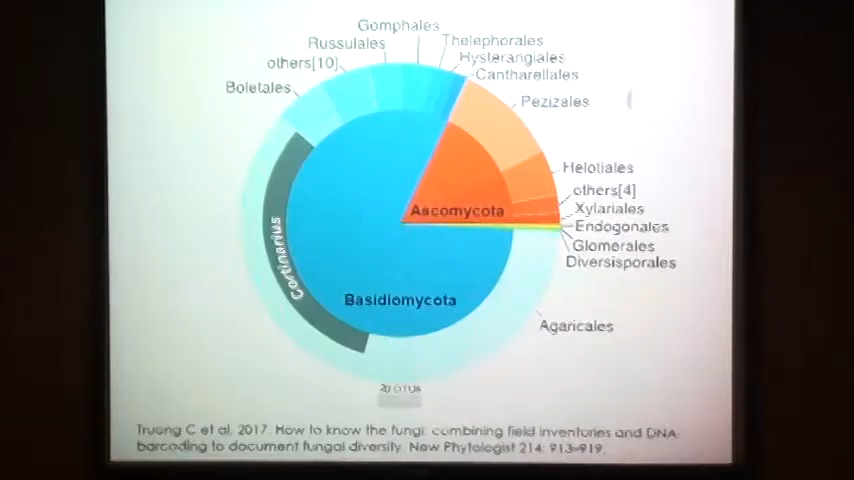 Gomphales
Russulales
Thelephorales
Hysterangiales
others[10]
Cantharellales
Boletales
Pezizales
Helotiales
others[4]
Xylariales
Endogonales
Glomerales
Diversisporales
Ascomycota
Cortinarius
Basidiomycota
Agaricales
20 OTUs
Truong C et al. 2017. How to know the fungi: combining field inventories and DNA-
barcoding to document fungal diversity. New Phytologist 214: 913-919.